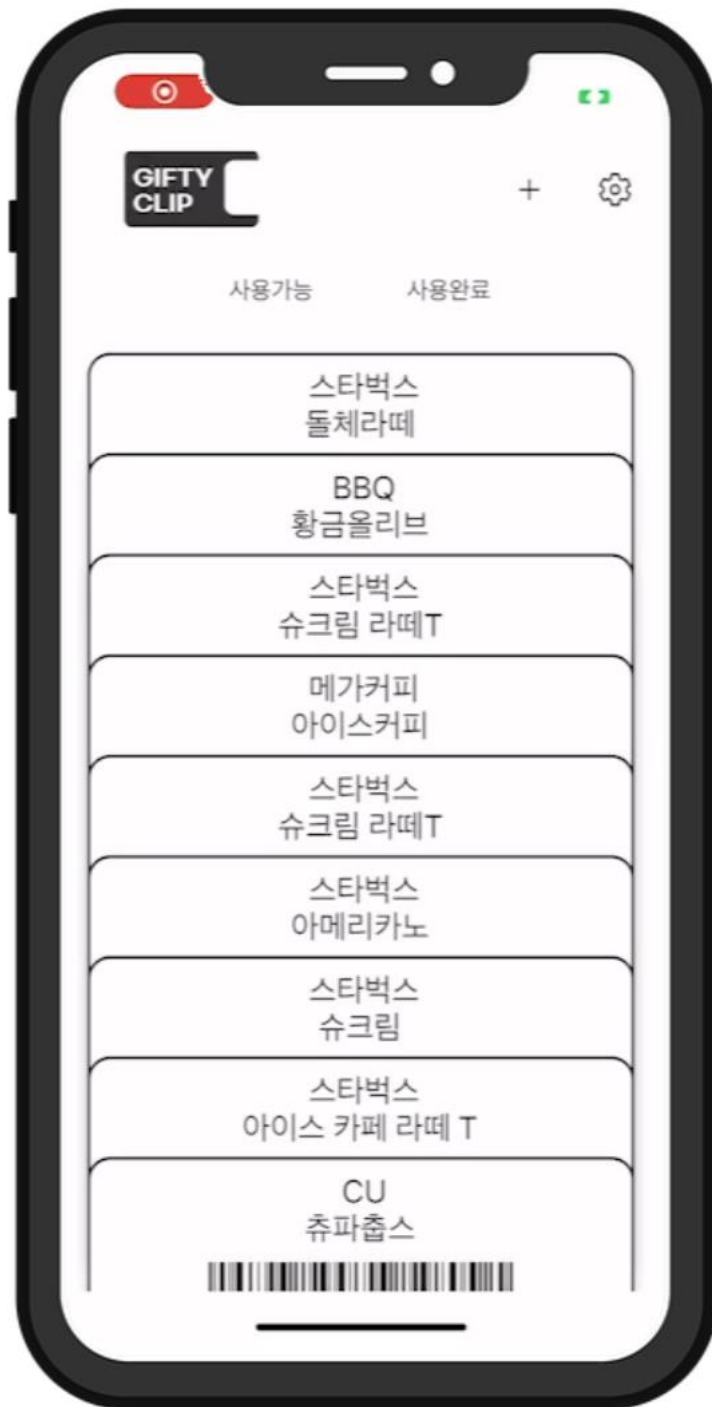 GIFTY
CLIP
+
사용가능 사용완료
스타벅스
돌체라떼
BBQ
황금올리브
스타벅스
슈크림 라떼T
메가커피
아이스커피
스타벅스
슈크림 라떼T
스타벅스
아메리카노
스타벅스
슈크림
스타벅스
아이스 카페 라떼 T
CU
츄파춥스